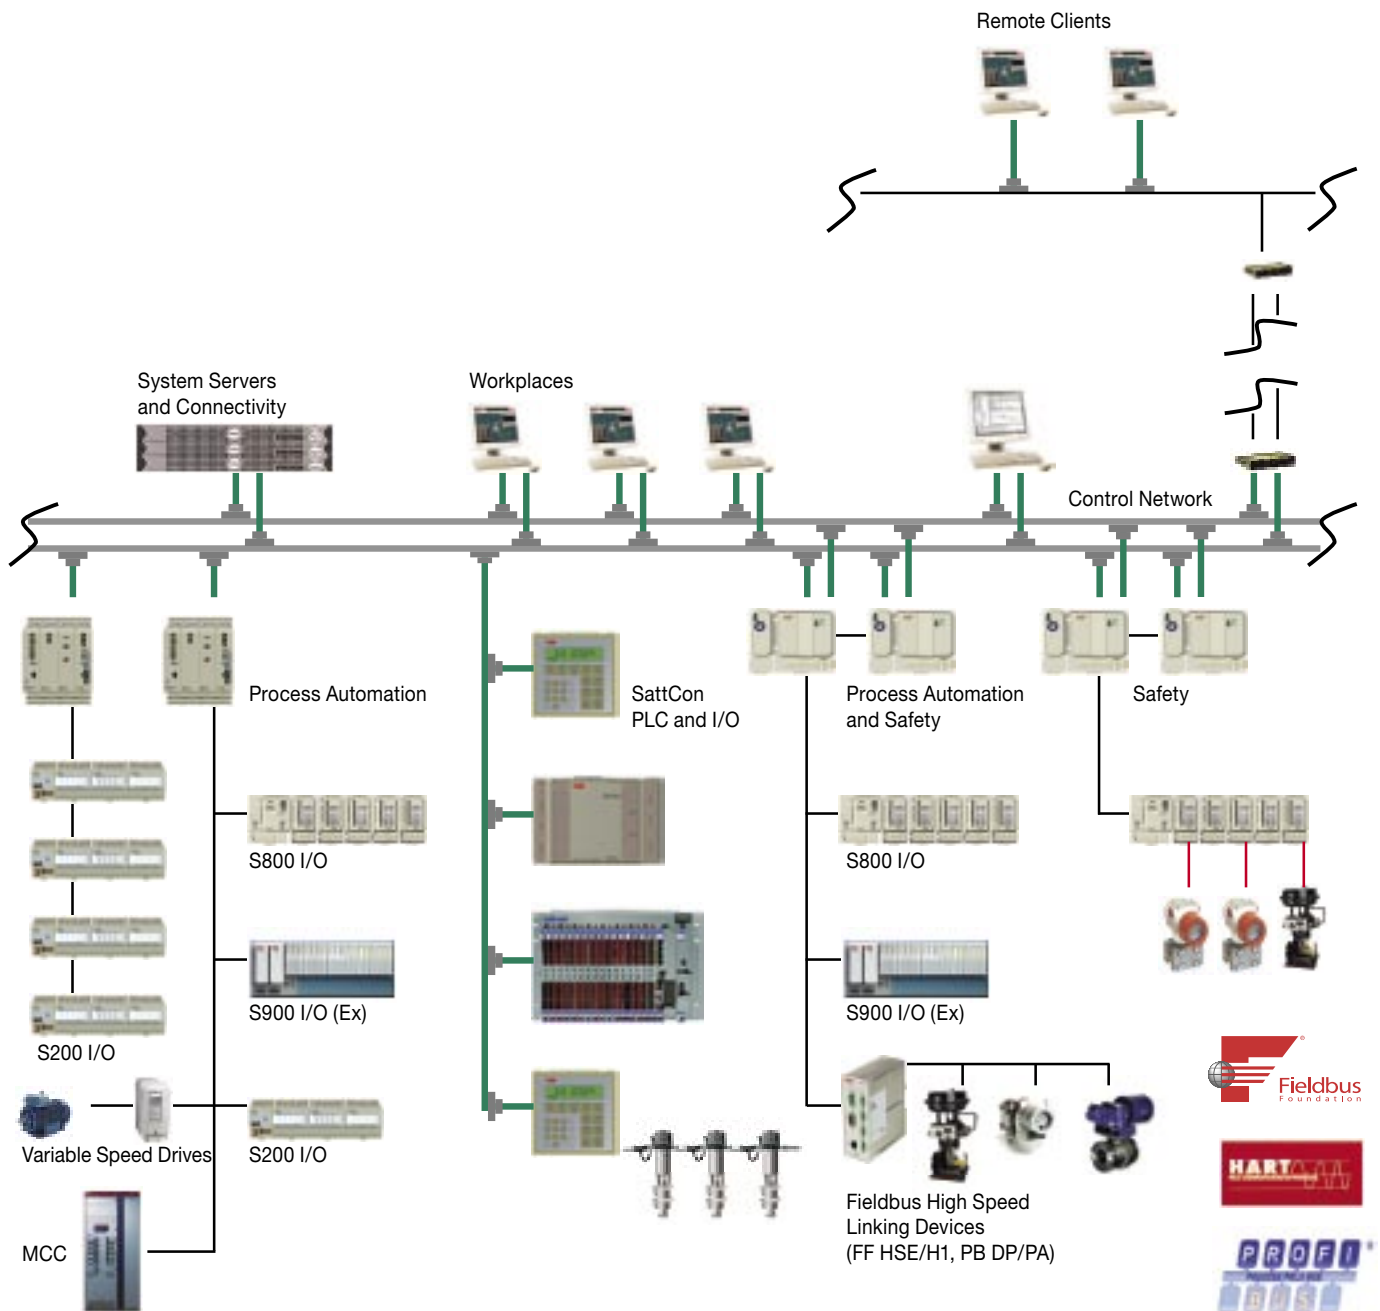 Remote Clients
System Servers
and Connectivity
Workplaces
Control Network
Process Automation
SattCon
PLC and I/O
Process Automation
and Safety
Safety
S800 I/O
S800 I/O
S900 I/O (Ex)
S900 I/O (Ex)
S200 I/O
Variable Speed Drives
S200 I/O
MCC
Fieldbus High Speed
Linking Devices
(FF HSE/H1, PB DP/PA)
Fieldbus
Foundation
HART
PROFI
BUS